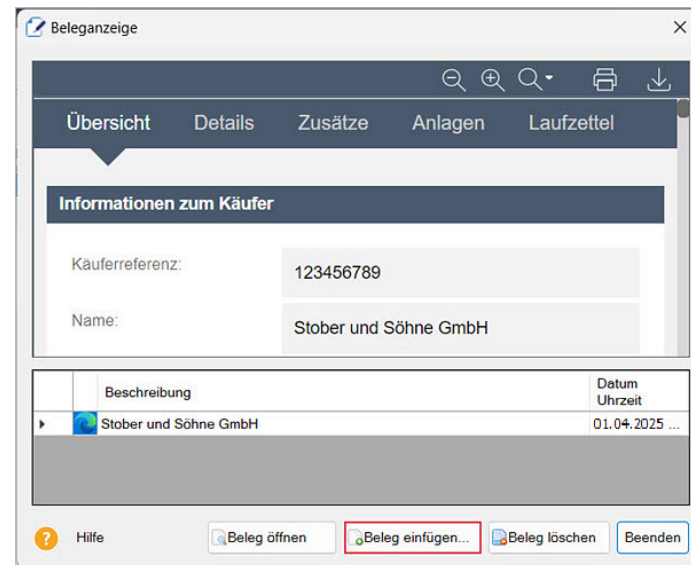 Beleganzeige
Übersicht Details Zusätze Anlagen Laufzettel
Informationen zum Käufer
Käuferreferenz: 123456789
Name: Stober und Söhne GmbH
Beschreibung Datum
Uhrzeit
Stober und Söhne GmbH 01.04.2025 ...
? Hilfe Beleg öffnen Beleg einfügen... Beleg löschen Beenden